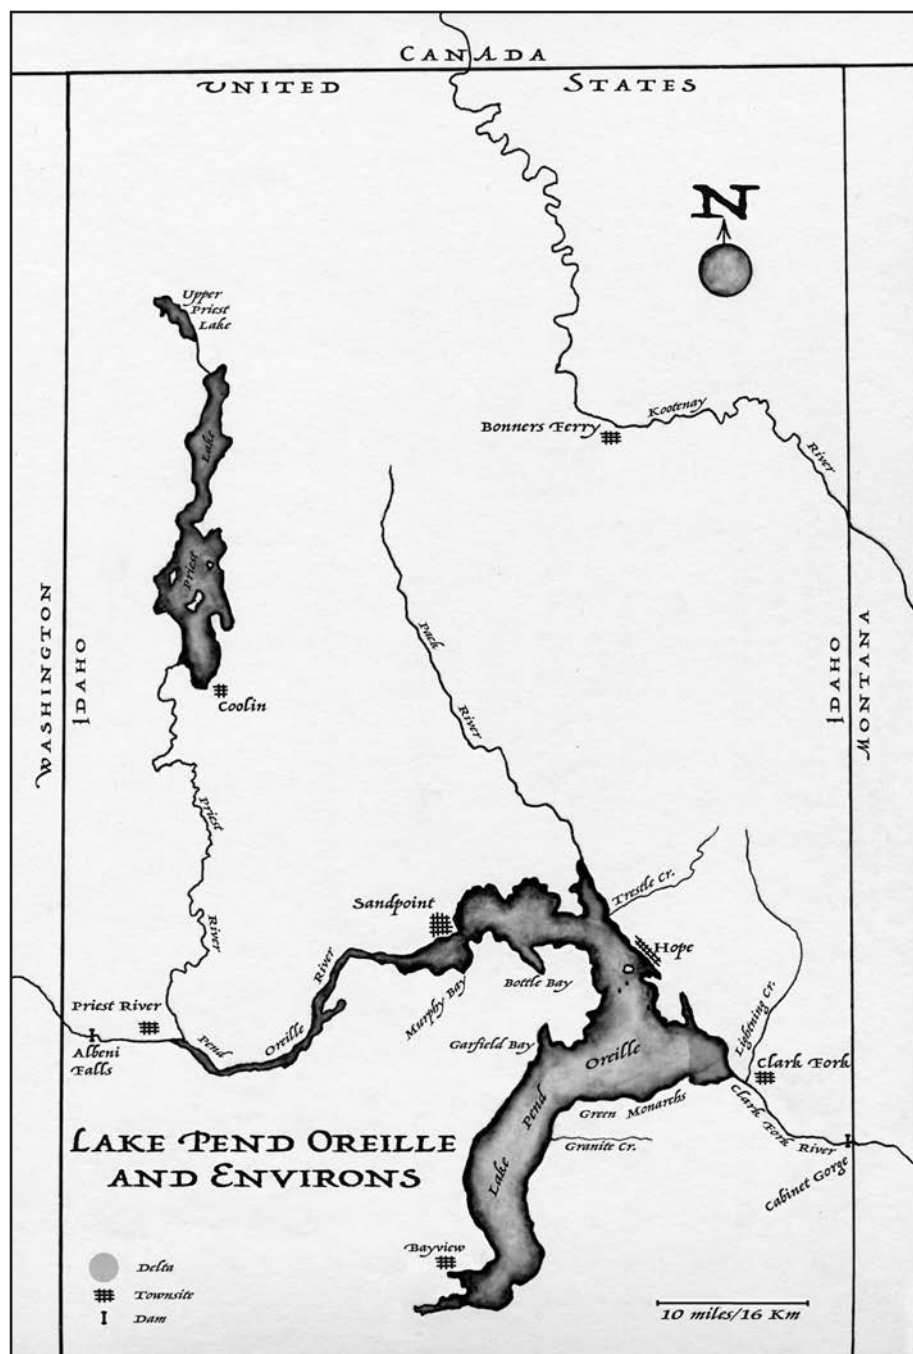 CANADA
UNITED STATES
N
Upper
Priest
Lake
Lake
Priest
Coolin
Bonners Ferry
Kootenay
River
WASHINGTON
IDAHO
IDAHO
MONTANA
Pack
River
Priest
River
Trestle Cr.
Sandpoint
Hope
River
Oreille
Pend
Murphy Bay
Bottle Bay
Priest River
Albeni
Falls
Garfield Bay
Lightning Cr.
Clark Fork
Oreille
Pend
Lake
Green Monarchs
Granite Cr.
Clark Fork
River
Cabinet Gorge
LAKE PEND OREILLE
AND ENVIRONS
Bayview
Delta
Townsite
Dam
10 miles/16 Km